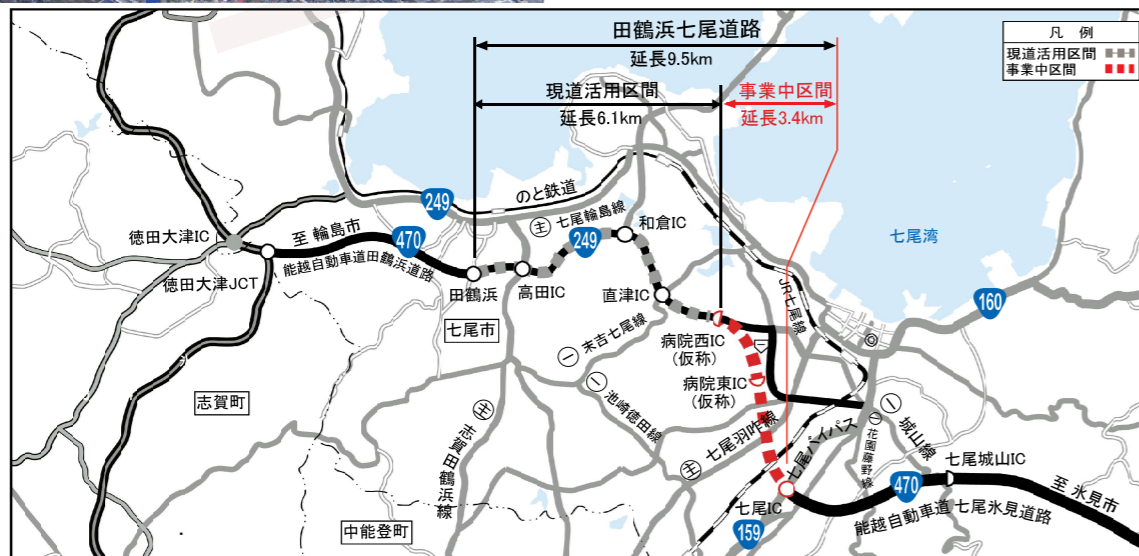 田鶴浜七尾道路
延長9.5km
現道活用区間
延長6.1km
事業中区間
延長3.4km
凡 例
現道活用区間
事業中区間
249
のと鉄道
主 七尾輪島線
和倉IC
七尾湾
徳田大津IC
至 輪島市
470
249
能越自動車道田鶴浜道路
徳田大津JCT
田鶴浜
高田IC
直津IC
JR七尾線
160
七尾市
一 末吉七尾線
病院西IC
(仮称)
病院東IC
(仮称)
志賀町
一 池崎徳田線
主 志賀田鶴浜線
主 七尾羽咋線
七尾バイパス
一 花園藤野線
一 城山線
七尾城山IC
七尾IC
470
至 氷見市
能越自動車道 七尾氷見道路
159
中能登町